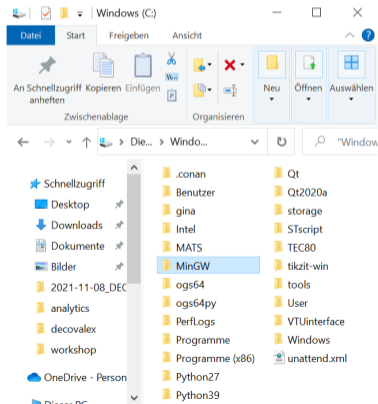 Windows (C:)
Datei Start Freigeben Ansicht
An Schnellzugriff anheften Kopieren Einfügen Neu Öffnen Auswählen
Zwischenablage Organisieren
Die... Windo... "Window
Schnellzugriff
Desktop
Downloads
Dokumente
Bilder
2021-11-08_DEC
analytics
decovalex
workshop
OneDrive - Person
Dieser PC
.conan
Benutzer
gina
Intel
MATS
MinGW
ogs64
ogs64py
PerfLogs
Programme
Programme (x86)
Python27
Python39
Qt
Qt2020a
storage
STscript
TEC80
tikzit-win
tools
User
VTUinterface
Windows
unattend.xml